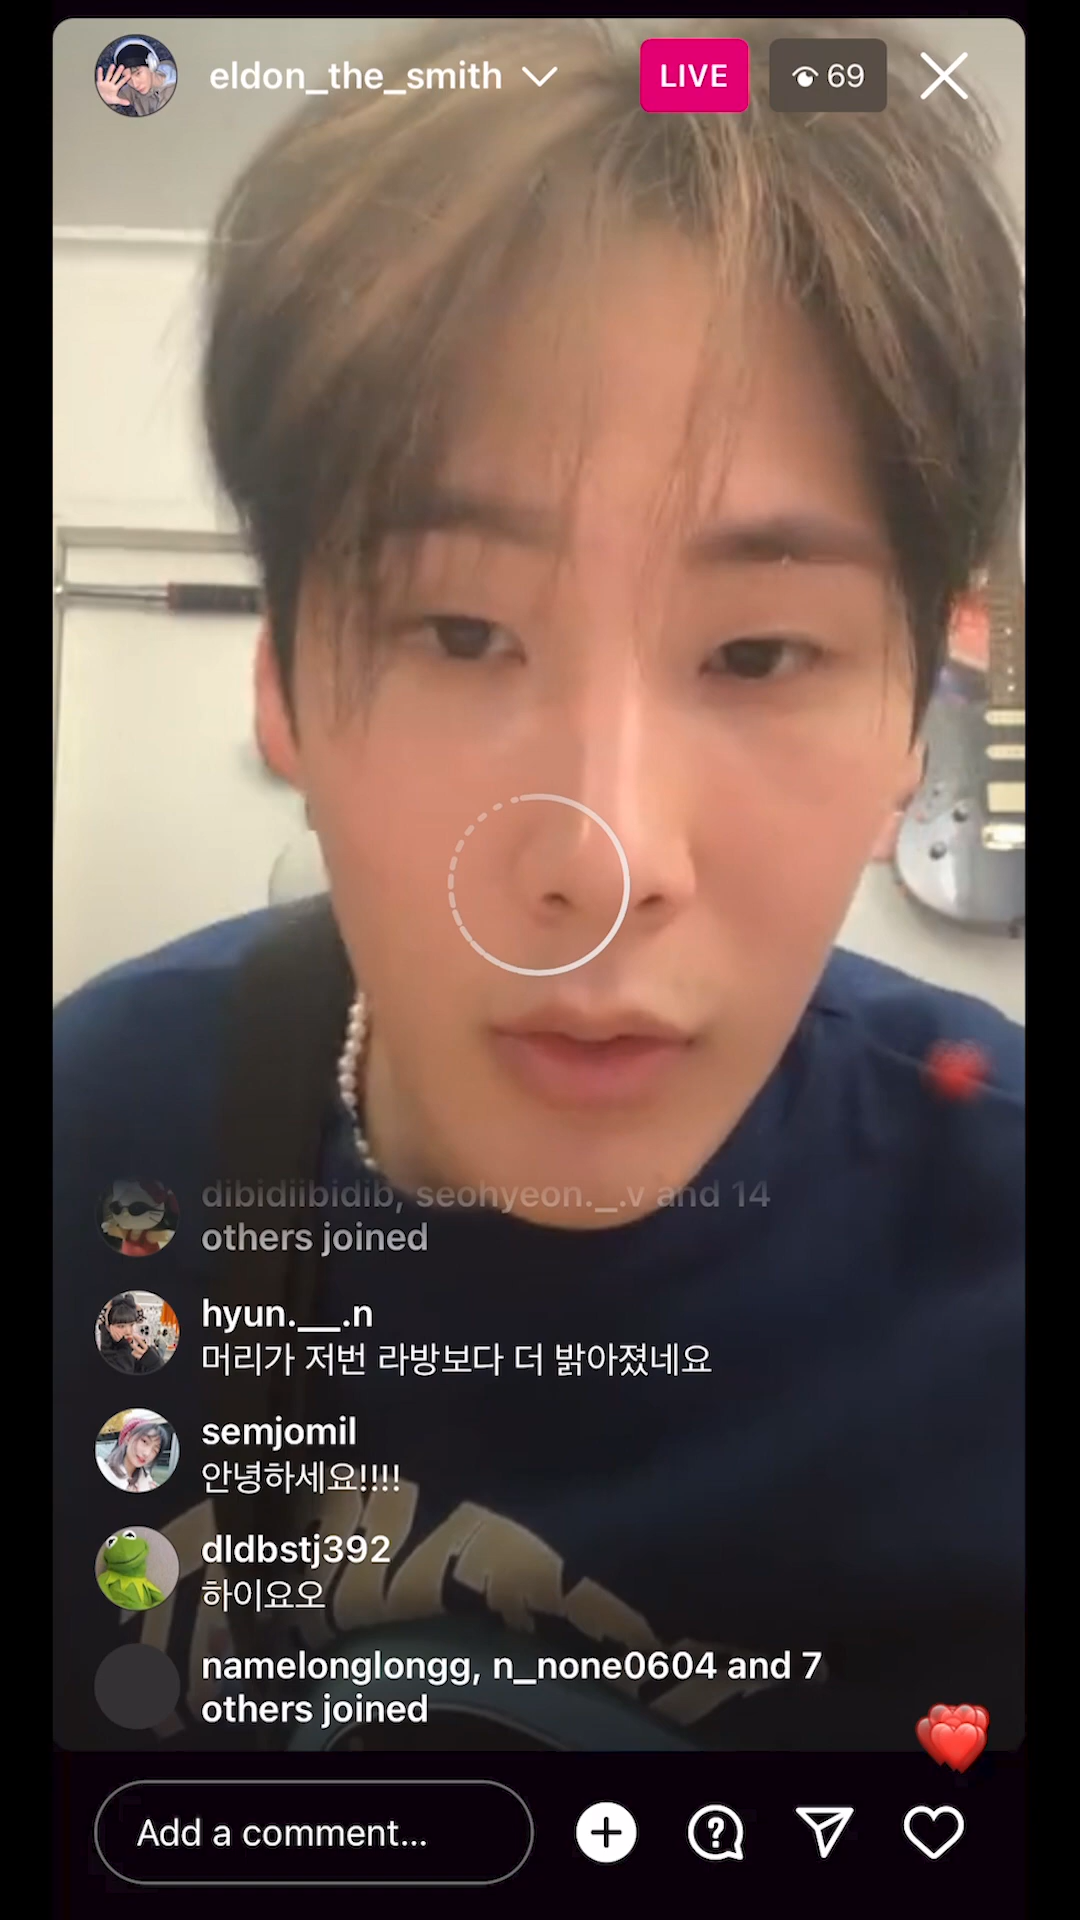 eldon_the_smith
LIVE
69
dibidiibidib, seohyeon._.v and 14
others joined
hyun.__.n
머리가 저번 라방보다 더 밝아졌네요
semjomil
안녕하세요!!!!
dldbstj392
하이요오
namelonglongg, n_none0604 and 7
others joined
Add a comment...